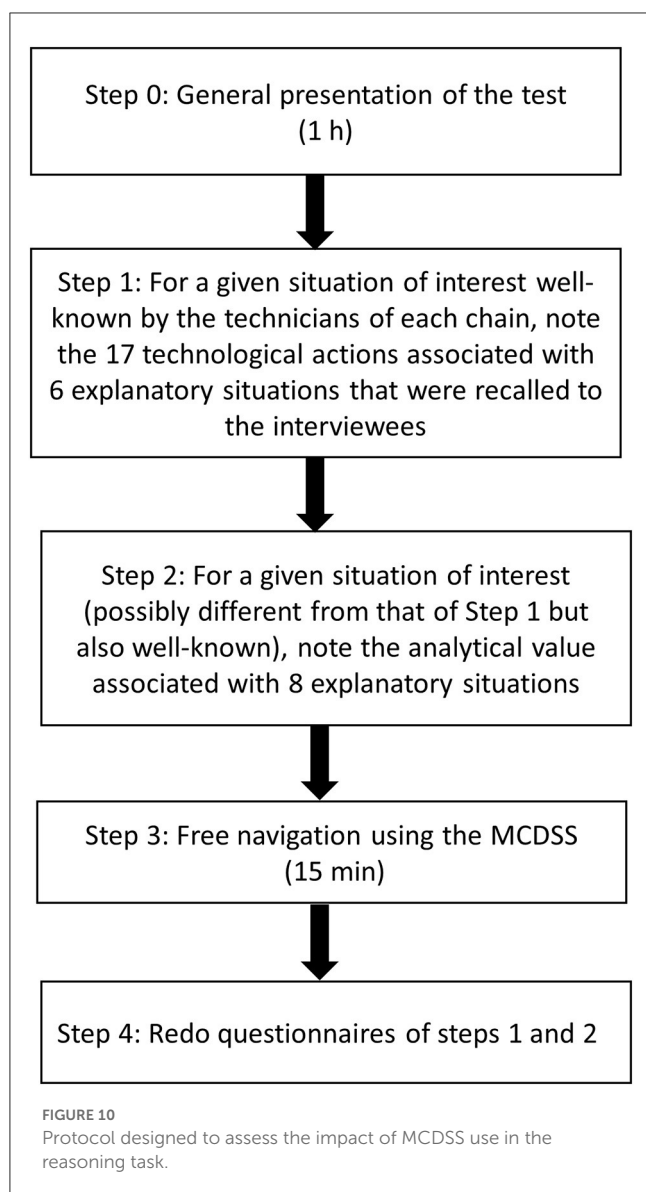 Step 0: General presentation of the test
(1 h)
Step 1: For a given situation of interest well-
known by the technicians of each chain, note
the 17 technological actions associated with
6 explanatory situations that were recalled to
the interviewees
Step 2: For a given situation of interest
(possibly different from that of Step 1 but
also well-known), note the analytical value
associated with 8 explanatory situations
Step 3: Free navigation using the MCDSS
(15 min)
Step 4: Redo questionnaires of steps 1 and 2
FIGURE 10
Protocol designed to assess the impact of MCDSS use in the
reasoning task.